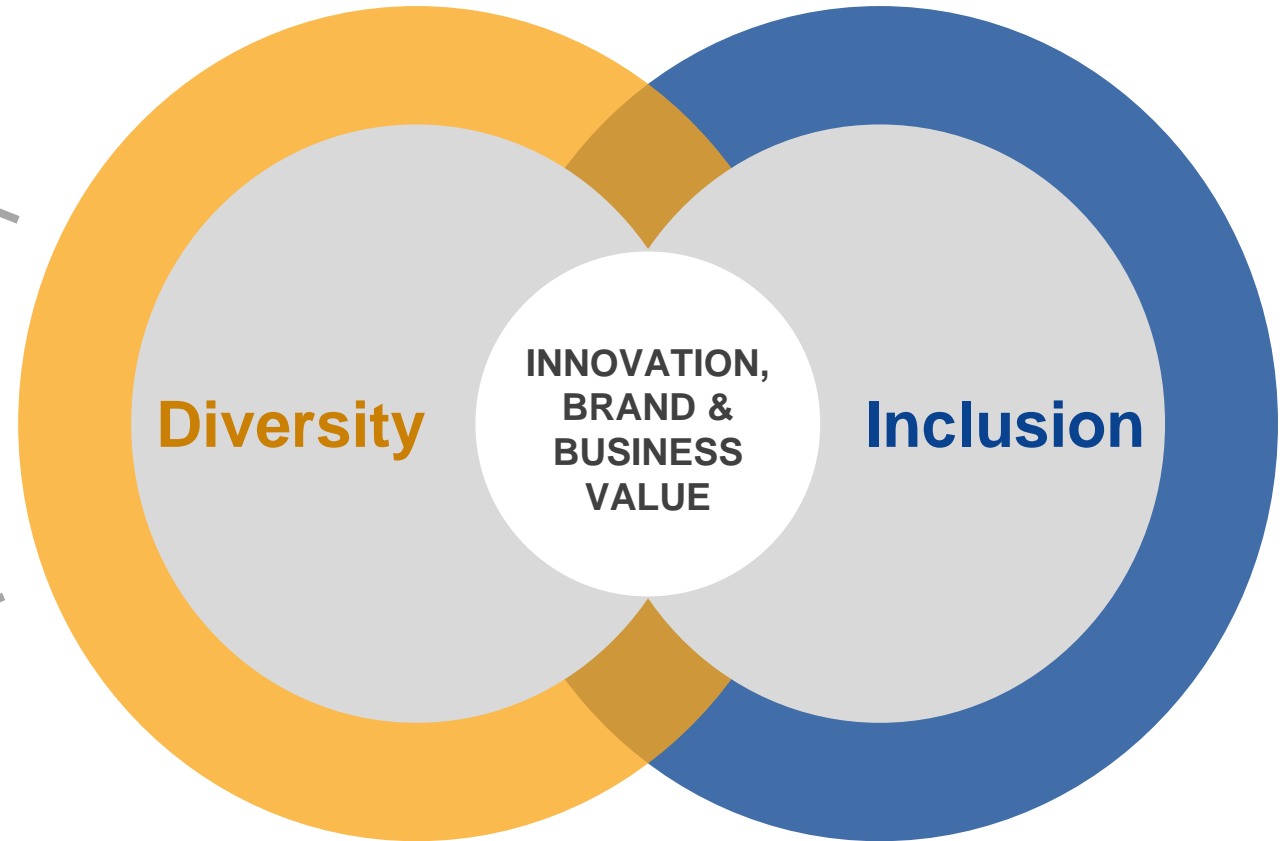 Diversity
INNOVATION,
BRAND &
BUSINESS
VALUE
Inclusion